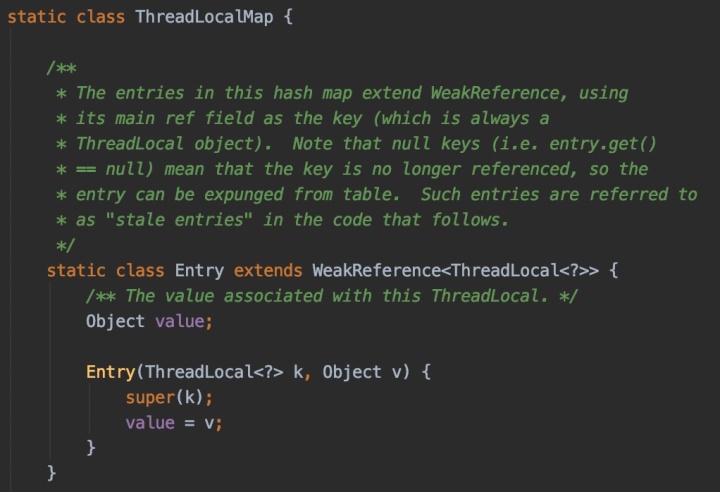 static class ThreadLocalMap {
/**
* The entries in this hash map extend WeakReference, using
* its main ref field as the key (which is always a
* ThreadLocal object).  Note that null keys (i.e. entry.get()
* == null) mean that the key is no longer referenced, so the
* entry can be expunged from table.  Such entries are referred to
* as "stale entries" in the code that follows.
*/
static class Entry extends WeakReference<ThreadLocal<?>> {
/** The value associated with this ThreadLocal. */
Object value;
Entry(ThreadLocal<?> k, Object v) {
super(k);
value = v;
}
}